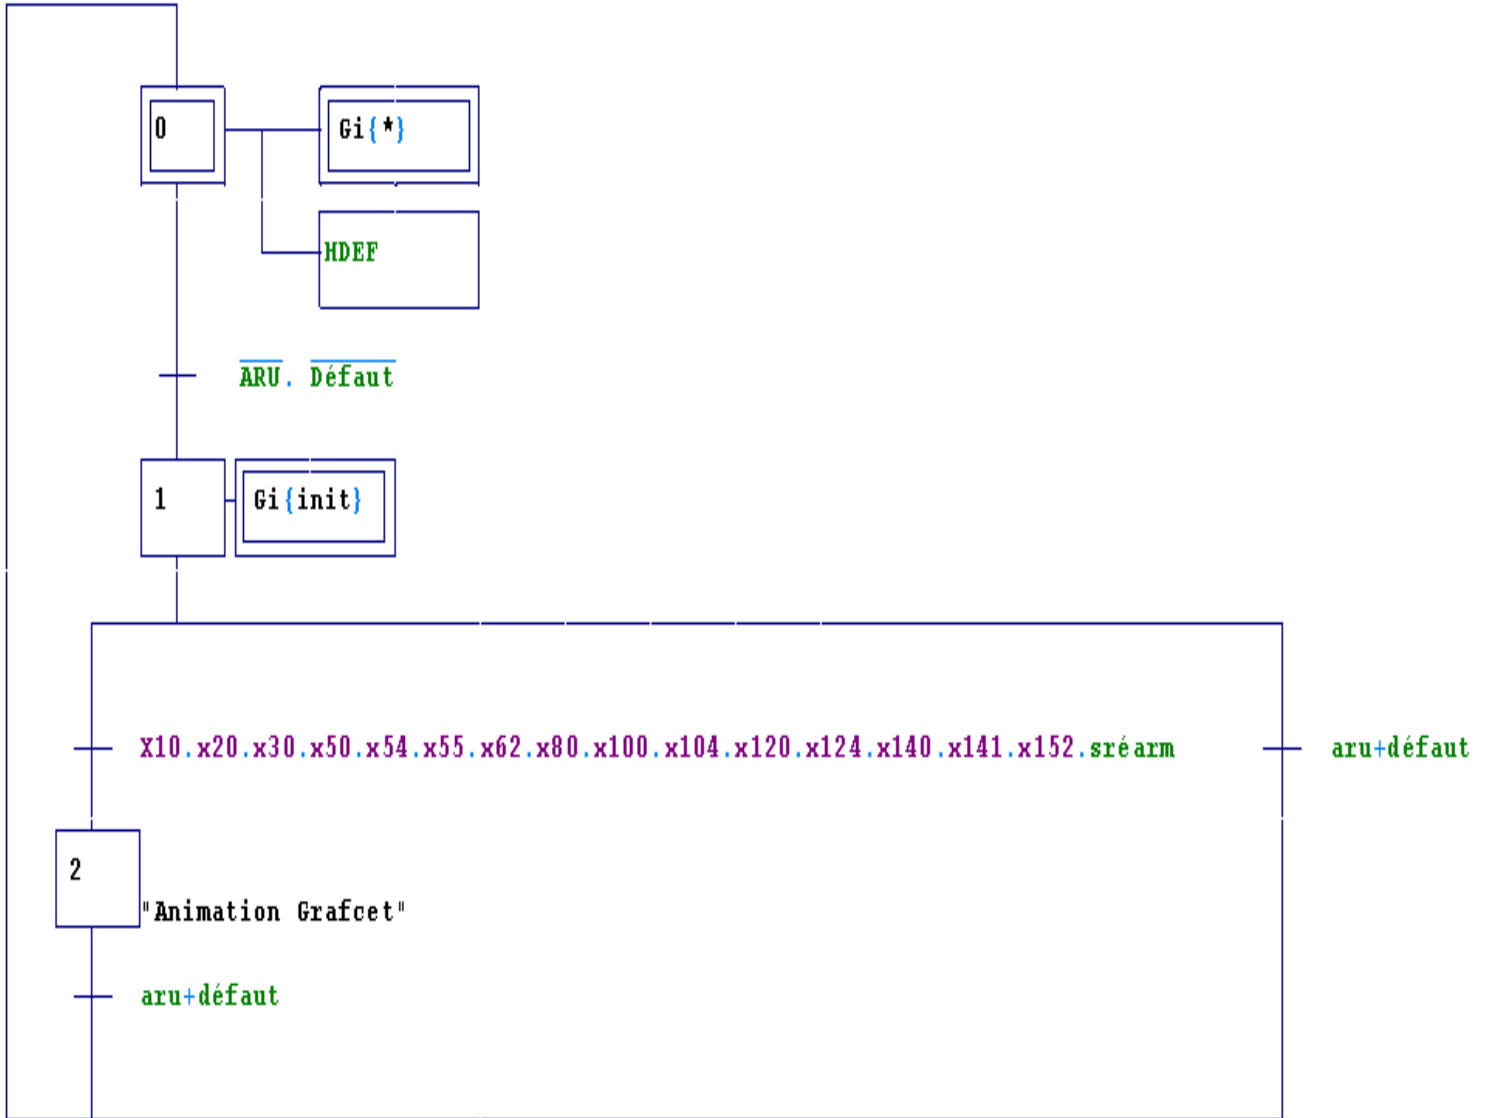 0
Gi{*}
HDEF
ARU. Défaut
1
Gi{init}
X10.x20.x30.x50.x54.x55.x62.x80.x100.x104.x120.x124.x140.x141.x152.sréarm
aru+défaut
2
"Animation Grafcet"
aru+défaut